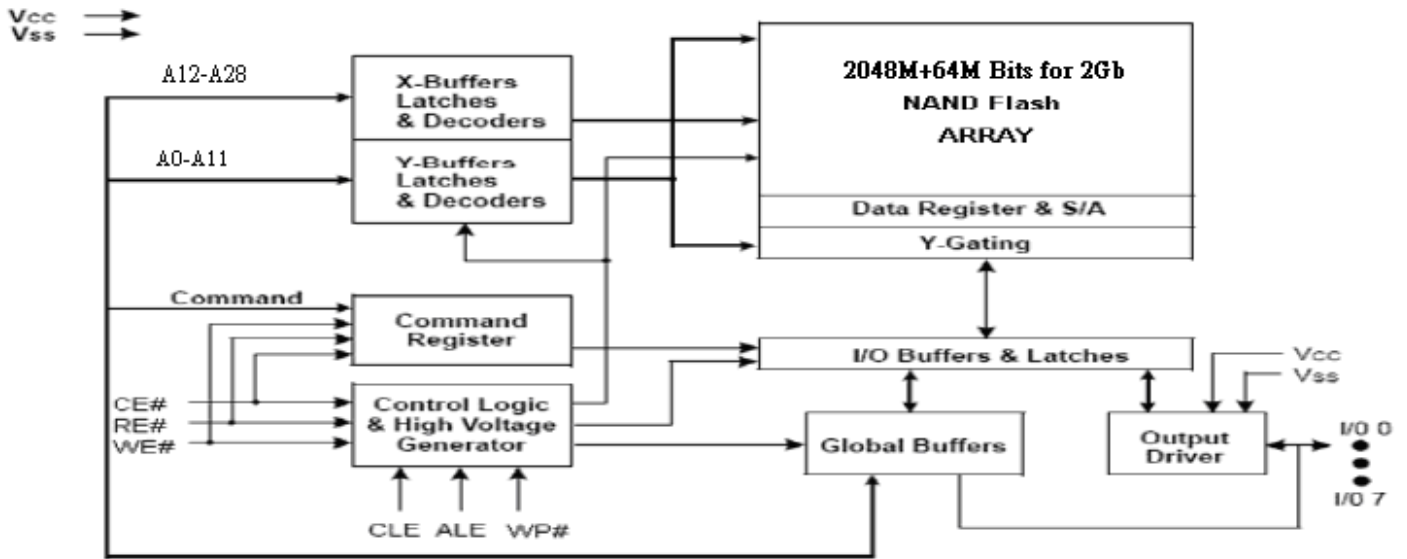 Vcc
Vss
A12-A28
X-Buffers
Latches
& Decoders
A0-A11
Y-Buffers
Latches
& Decoders
2048M+64M Bits for 2Gb
NAND Flash
ARRAY
Data Register & S/A
Y-Gating
Command
Command
Register
I/O Buffers & Latches
Vcc
Vss
CE#
RE#
WE#
Control Logic
& High Voltage
Generator
Global Buffers
Output
Driver
I/O 0
I/O 7
CLE ALE WP#